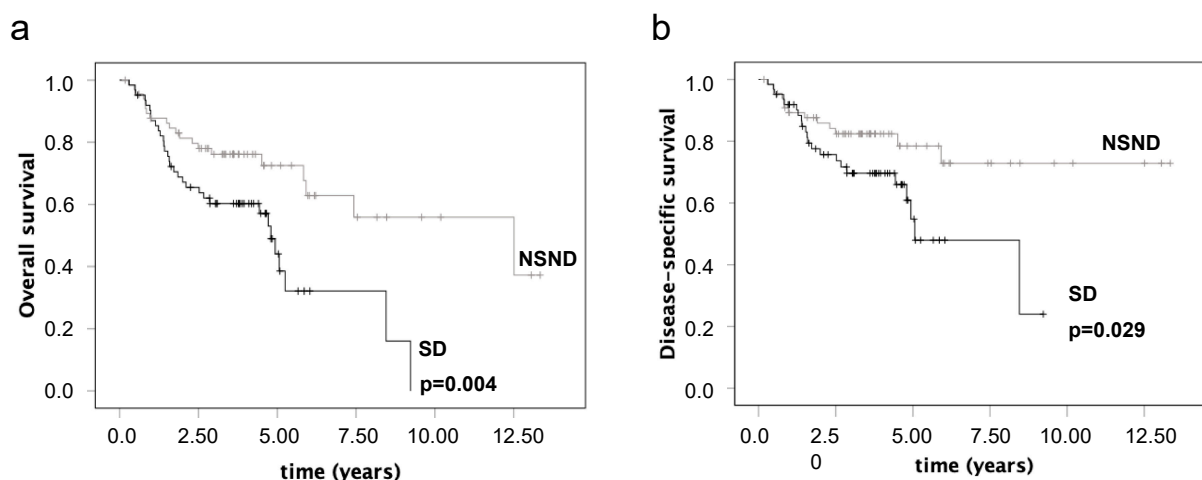 a
Overall survival
1.0
0.8
0.6
0.4
0.2
0.0
NSND
SD
p=0.004
0.0 2.50 5.00 7.50 10.00 12.50
time (years)
b
Disease-specific survival
1.0
0.8
0.6
0.4
0.2
0.0
NSND
SD
p=0.029
0.0 2.5 5.00 7.50 10.00 12.50
0
time (years)